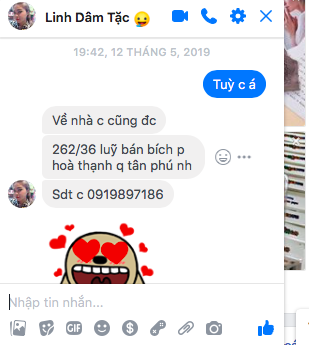 Linh Dâm Tặc
19:42, 12 THÁNG 5, 2019
Tuỳ c á
Về nhà c cũng đc
262/36 luỹ bán bích p
hoà thạnh q tân phú nh
Sdt c 0919897186
Nhập tin nhắn...
GIF